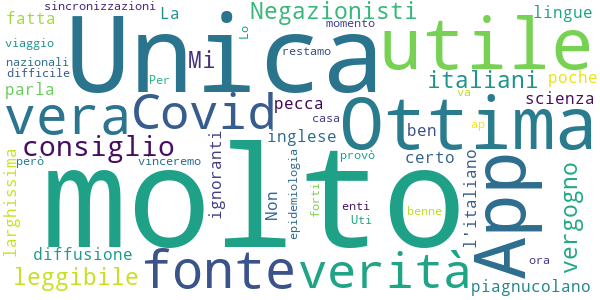 sincronizzazioni
fatta La Negazionisti momento lingue
viaggio Unica Lo utile
nazionali Mi restamo
difficile Per italiani poche
parla va
vera Covid pecca Ottima scienza
casa ap
consiglio inglese ben
però vinceremo provò certo
larghissima molto ignoranti Non epidemiologia enti forti Uti benne l'italiano App vergogno
diffusione ora
leggibile fonte verità piagnucolano